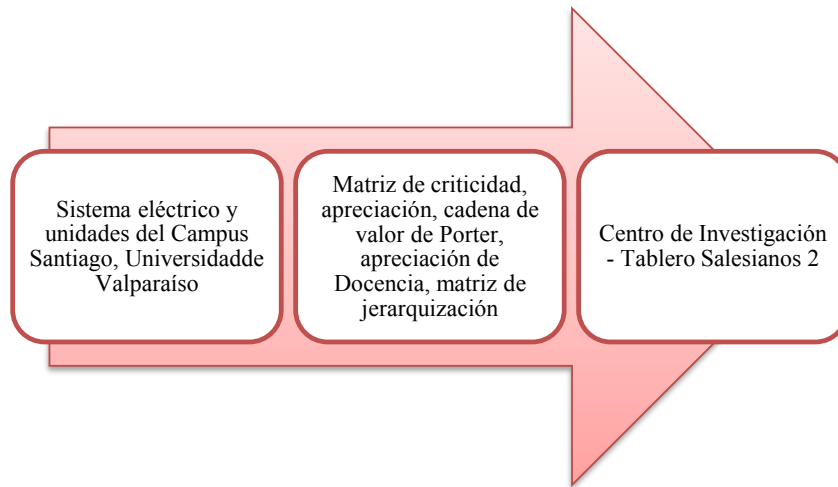 Sistema eléctrico y
unidades del Campus
Santiago, Universidadde
Valparaíso
Matriz de criticidad,
apreciación, cadena de
valor de Porter,
apreciación de
Docencia, matriz de
jerarquización
Centro de Investigación
- Tablero Salesianos 2